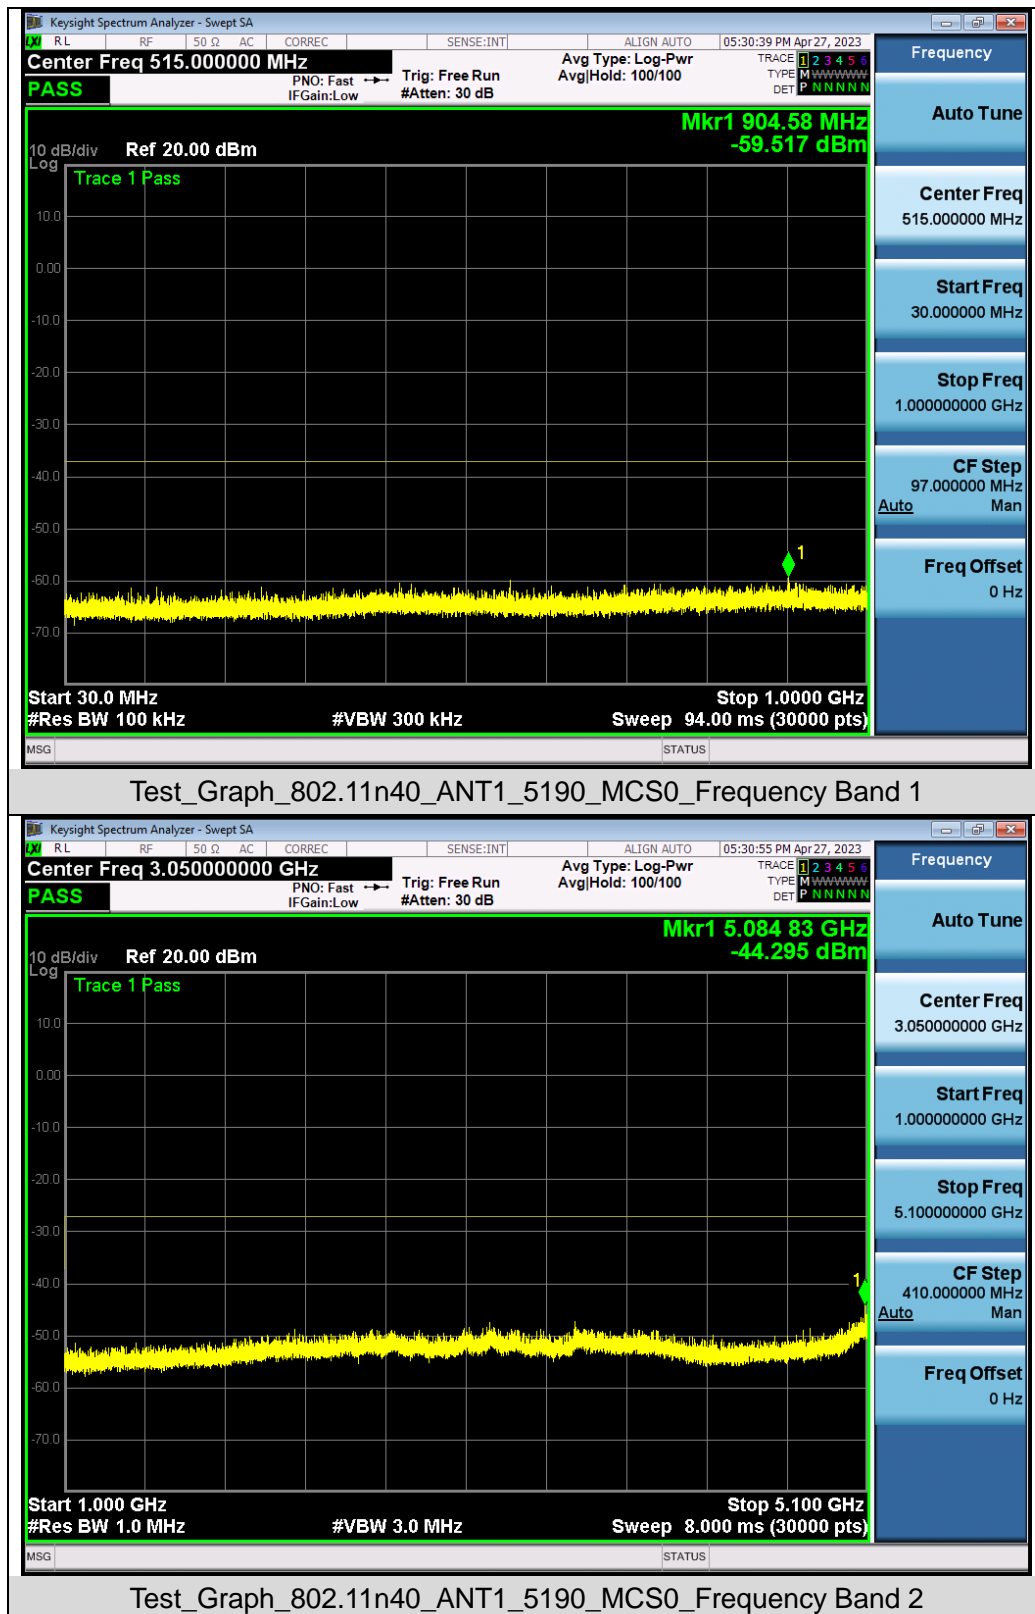 Keysight Spectrum Analyzer - Swept SA
LXI RL RF 50 Ω AC CORREC SENSE:INT ALIGN AUTO 05:30:39 PM Apr 27, 2023
Center Freq 515.000000 MHz
PASS
PNO: Fast
IFGain:Low
Trig: Free Run
#Atten: 30 dB
Avg Type: Log-Pwr
Avg|Hold: 100/100
TRACE 1 2 3 4 5 6
TYPE M WWWWW
DET P N N N N N
Mkr1 904.58 MHz
-59.517 dBm
10 dB/div Ref 20.00 dBm
Log
Trace 1 Pass
10.0
0.00
-10.0
-20.0
-30.0
-40.0
-50.0
-60.0
-70.0
1
Start 30.0 MHz Stop 1.0000 GHz
#Res BW 100 kHz #VBW 300 kHz Sweep 94.00 ms (30000 pts)
MSG STATUS
Frequency
Auto Tune
Center Freq
515.000000 MHz
Start Freq
30.000000 MHz
Stop Freq
1.000000000 GHz
CF Step
97.000000 MHz
Auto Man
Freq Offset
0 Hz
Test_Graph_802.11n40_ANT1_5190_MCS0_Frequency Band 1
Keysight Spectrum Analyzer - Swept SA
LXI RL RF 50 Ω AC CORREC SENSE:INT ALIGN AUTO 05:30:55 PM Apr 27, 2023
Center Freq 3.050000000 GHz
PASS
PNO: Fast
IFGain:Low
Trig: Free Run
#Atten: 30 dB
Avg Type: Log-Pwr
Avg|Hold: 100/100
TRACE 1 2 3 4 5 6
TYPE M WWWWW
DET P N N N N N
Mkr1 5.084 83 GHz
-44.295 dBm
10 dB/div Ref 20.00 dBm
Log
Trace 1 Pass
10.0
0.00
-10.0
-20.0
-30.0
-40.0
-50.0
-60.0
-70.0
1
Start 1.000 GHz Stop 5.100 GHz
#Res BW 1.0 MHz #VBW 3.0 MHz Sweep 8.000 ms (30000 pts)
MSG STATUS
Frequency
Auto Tune
Center Freq
3.050000000 GHz
Start Freq
1.000000000 GHz
Stop Freq
5.100000000 GHz
CF Step
410.000000 MHz
Auto Man
Freq Offset
0 Hz
Test_Graph_802.11n40_ANT1_5190_MCS0_Frequency Band 2